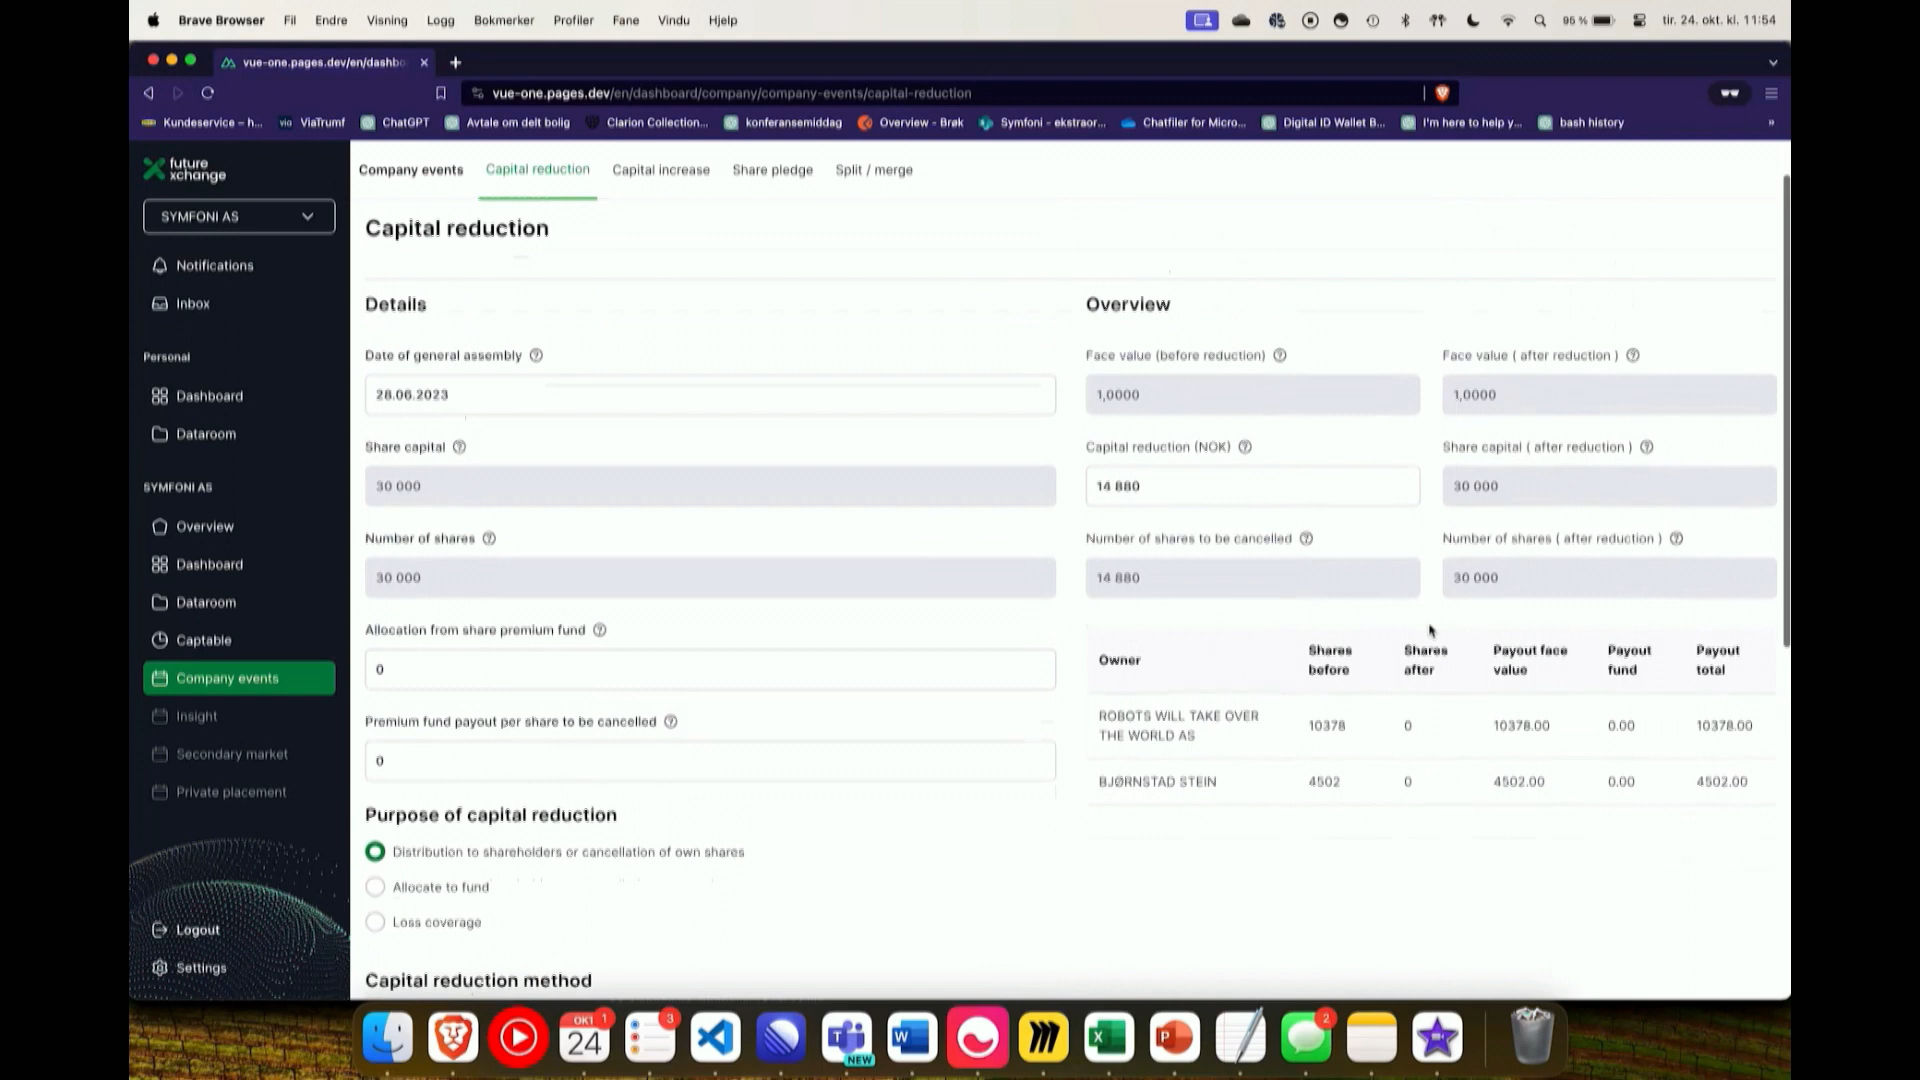 Brave Browser Fil Endre Visning Logg Bokmerker Profiler Fane Vindu Hjelp 95 % tir. 24. okt. kl. 11:54
vue-one.pages.dev/en/dashbo
vue-one.pages.dev/en/dashboard/company/company-events/capital-reduction
Kundeservice – h... via ViaTrumf ChatGPT Avtale om delt bolig Clarion Collection... konferansemiddag Overview - Brøk Symfoni - ekstraor... Chatfiler for Micro... Digital ID Wallet B... I'm here to help y... bash history »
future
xchange
SYMFONI AS
Notifications
Inbox
Personal
Dashboard
Dataroom
SYMFONI AS
Overview
Dashboard
Dataroom
Captable
Company events
Insight
Secondary market
Private placement
Logout
Settings
Company events Capital reduction Capital increase Share pledge Split / merge
Capital reduction
Details
Date of general assembly
28.06.2023
Share capital
30 000
Number of shares
30 000
Allocation from share premium fund
0
Premium fund payout per share to be cancelled
0
Purpose of capital reduction
Distribution to shareholders or cancellation of own shares
Allocate to fund
Loss coverage
Capital reduction method
Overview
Face value (before reduction) Face value ( after reduction )
1,0000 1,0000
Capital reduction (NOK) Share capital ( after reduction )
14 880 30 000
Number of shares to be cancelled Number of shares ( after reduction )
14 880 30 000
Owner Shares before Shares after Payout face value Payout fund Payout total
ROBOTS WILL TAKE OVER
THE WORLD AS 10378 0 10378.00 0.00 10378.00
BJØRNSTAD STEIN 4502 0 4502.00 0.00 4502.00
OKT 1 3 NEW 2
24 W X P